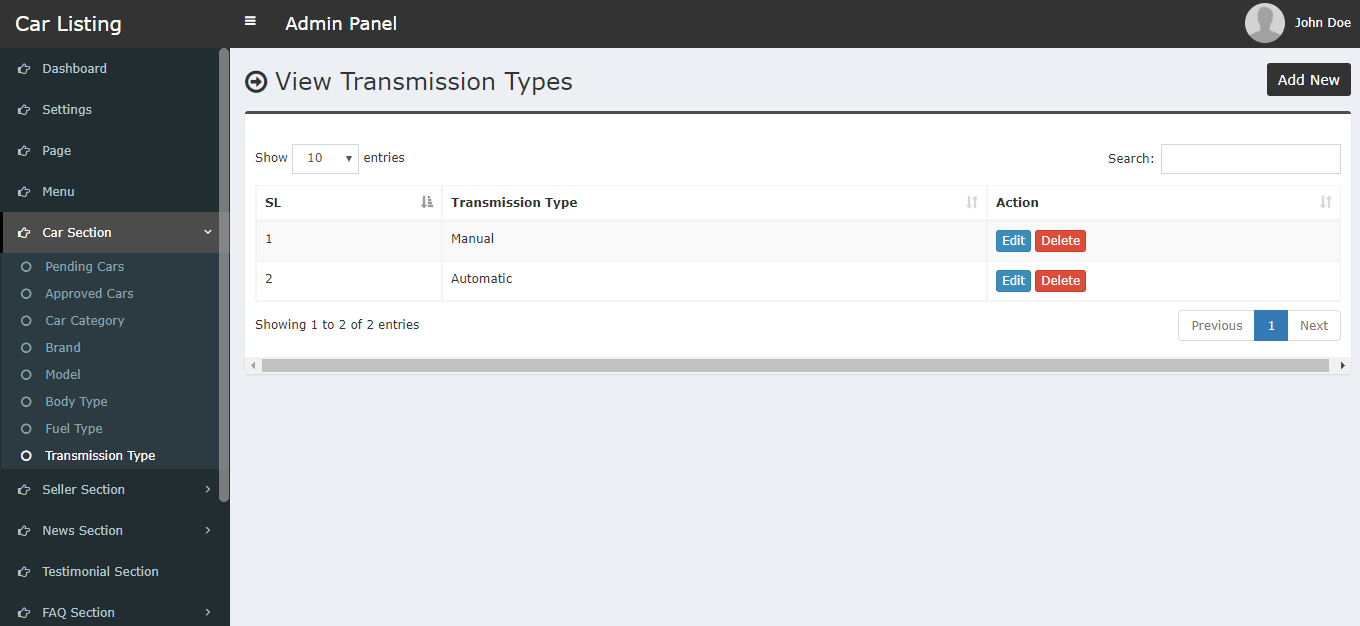 Car Listing
Admin Panel
John Doe
Dashboard
Settings
Page
Menu
Car Section
Pending Cars
Approved Cars
Car Category
Brand
Model
Body Type
Fuel Type
Transmission Type
Seller Section
News Section
Testimonial Section
FAQ Section
View Transmission Types
Add New
Show 10 entries
Search:
SL Transmission Type Action
1 Manual Edit Delete
2 Automatic Edit Delete
Showing 1 to 2 of 2 entries
Previous 1 Next